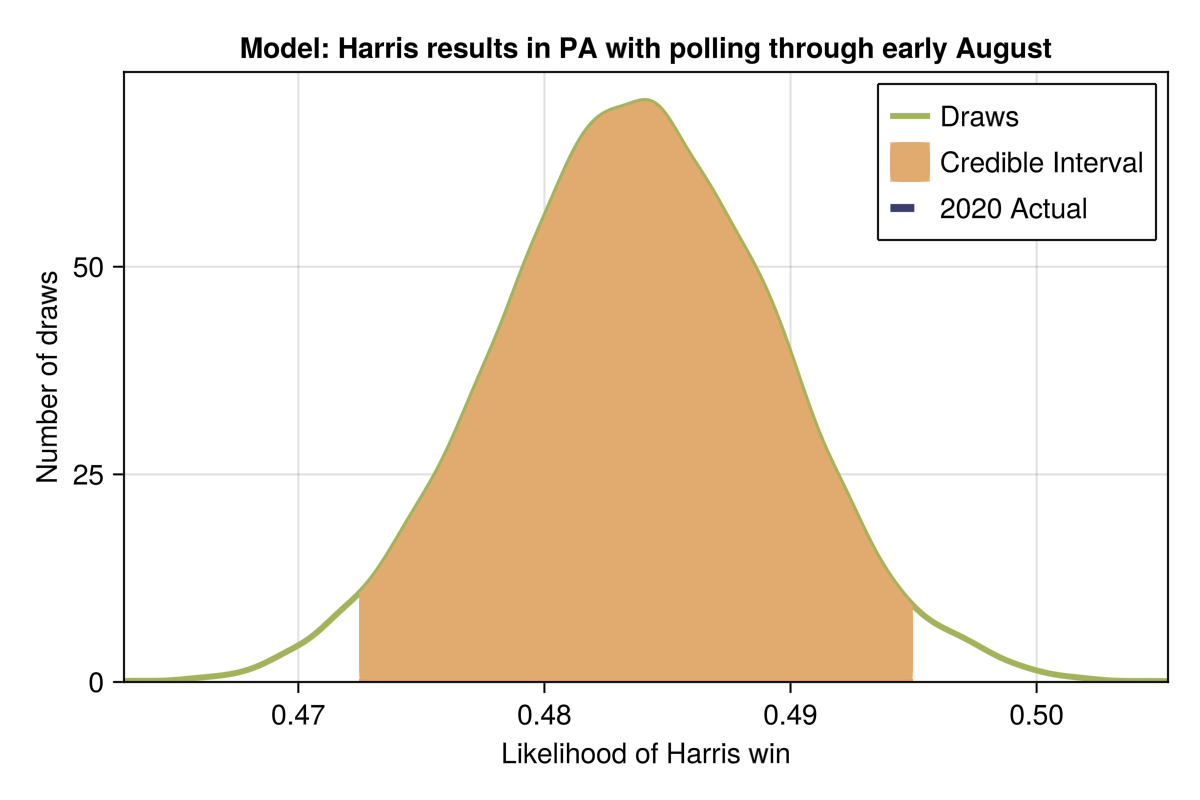 Model: Harris results in PA with polling through early August
Draws
Credible Interval
2020 Actual
Number of draws
50
25
0
0.47 0.48 0.49 0.50
Likelihood of Harris win